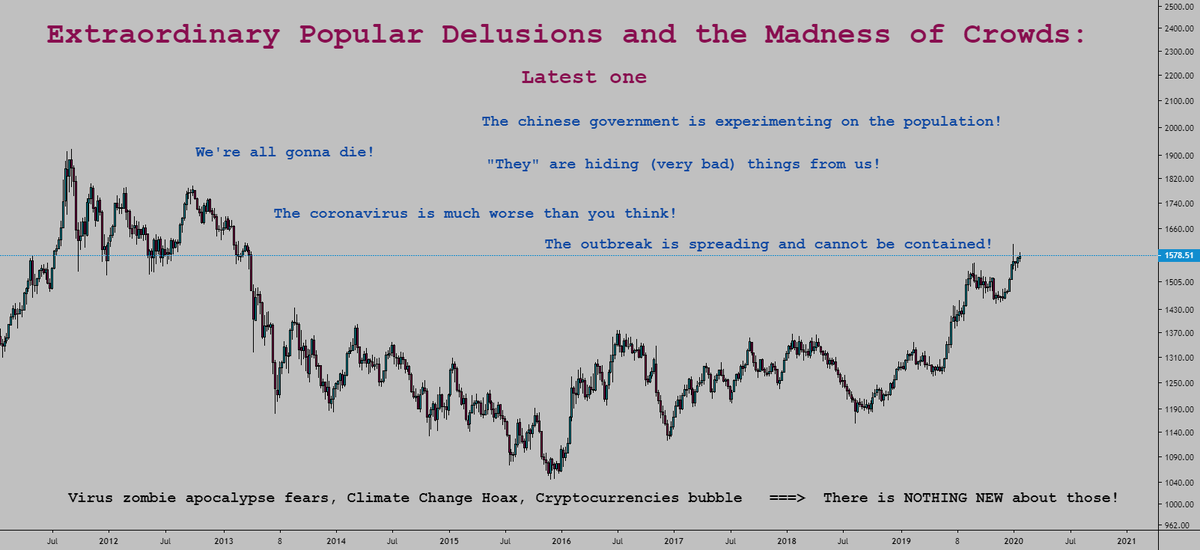 Extraordinary Popular Delusions and the Madness of Crowds:
Latest one
The chinese government is experimenting on the population!
We're all gonna die!
"They" are hiding (very bad) things from us!
The coronavirus is much worse than you think!
The outbreak is spreading and cannot be contained!
Virus zombie apocalypse fears, Climate Change Hoax, Cryptocurrencies bubble ===> There is NOTHING NEW about those!
2500.00
2400.00
2300.00
2200.00
2100.00
2000.00
1900.00
1820.00
1740.00
1660.00
1578.51
1505.00
1430.00
1370.00
1310.00
1250.00
1190.00
1140.00
1090.00
1040.00
1000.00
962.00
Jul 2012 Jul 2013 8 2014 Jul 2015 Jul 2016 Jul 2017 Jul 2018 Jul 2019 8 2020 Jul 2021